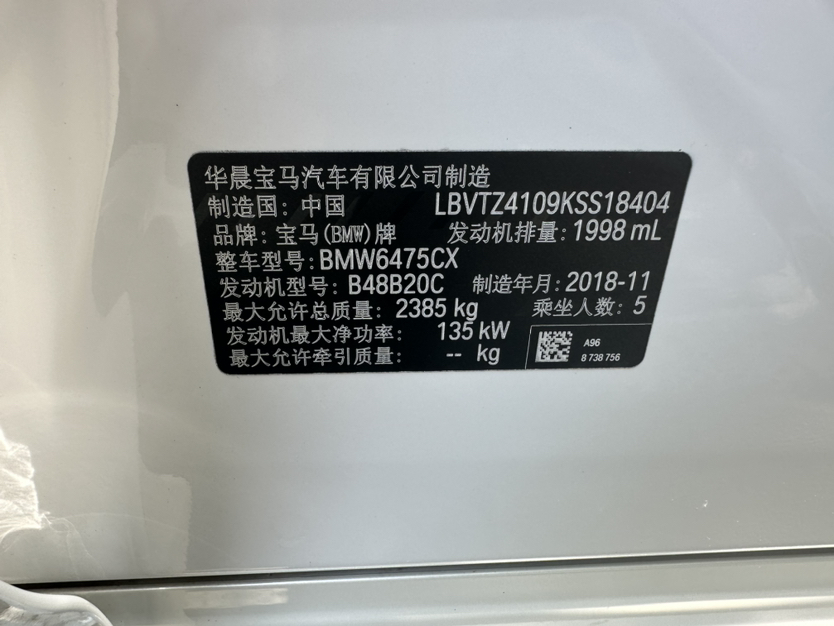 华晨宝马汽车有限公司制造
制造国：中国 LBVTZ4109KSS18404
品牌：宝马(BMW)牌 发动机排量：1998 mL
整车型号：BMW6475CX
发动机型号：B48B20C 制造年月：2018-11
最大允许总质量：2385 kg 乘坐人数：5
发动机最大净功率：135 kW
最大允许牵引质量：-- kg
A96
8 738 756